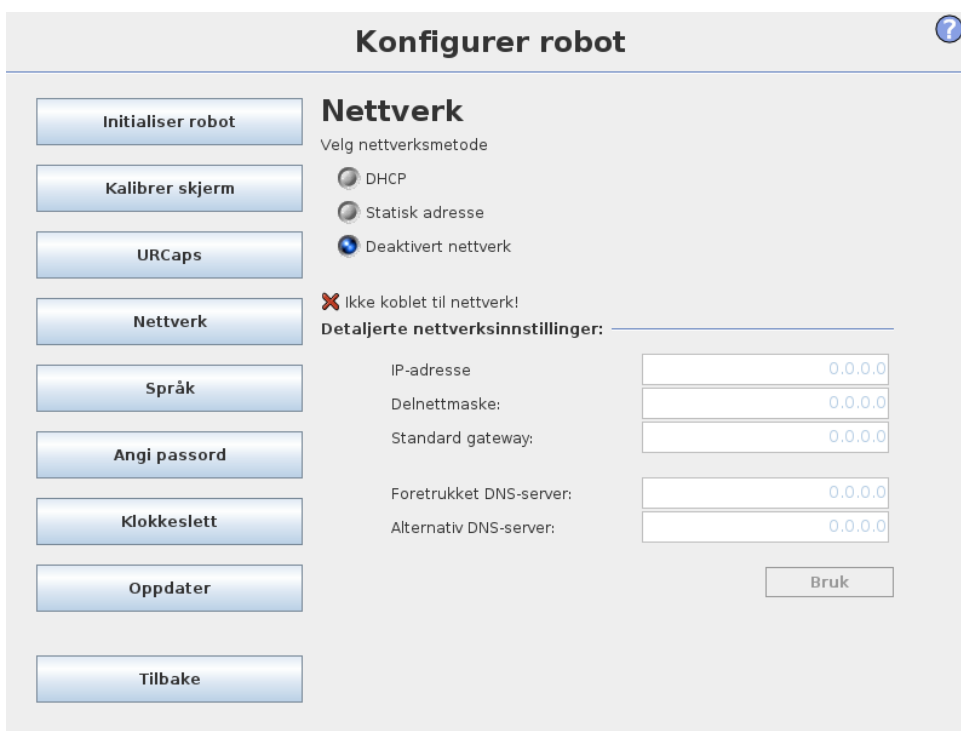 Konfigurer robot
?
Initialiser robot
Kalibrer skjerm
URCaps
Nettverk
Språk
Angi passord
Klokkeslett
Oppdater
Tilbake
Nettverk
Velg nettverksmetode
DHCP
Statisk adresse
Deaktivert nettverk
Ikke koblet til nettverk!
Detaljerte nettverksinnstillinger:
IP-adresse 0.0.0.0
Delnettmaske: 0.0.0.0
Standard gateway: 0.0.0.0
Foretrukket DNS-server: 0.0.0.0
Alternativ DNS-server: 0.0.0.0
Bruk